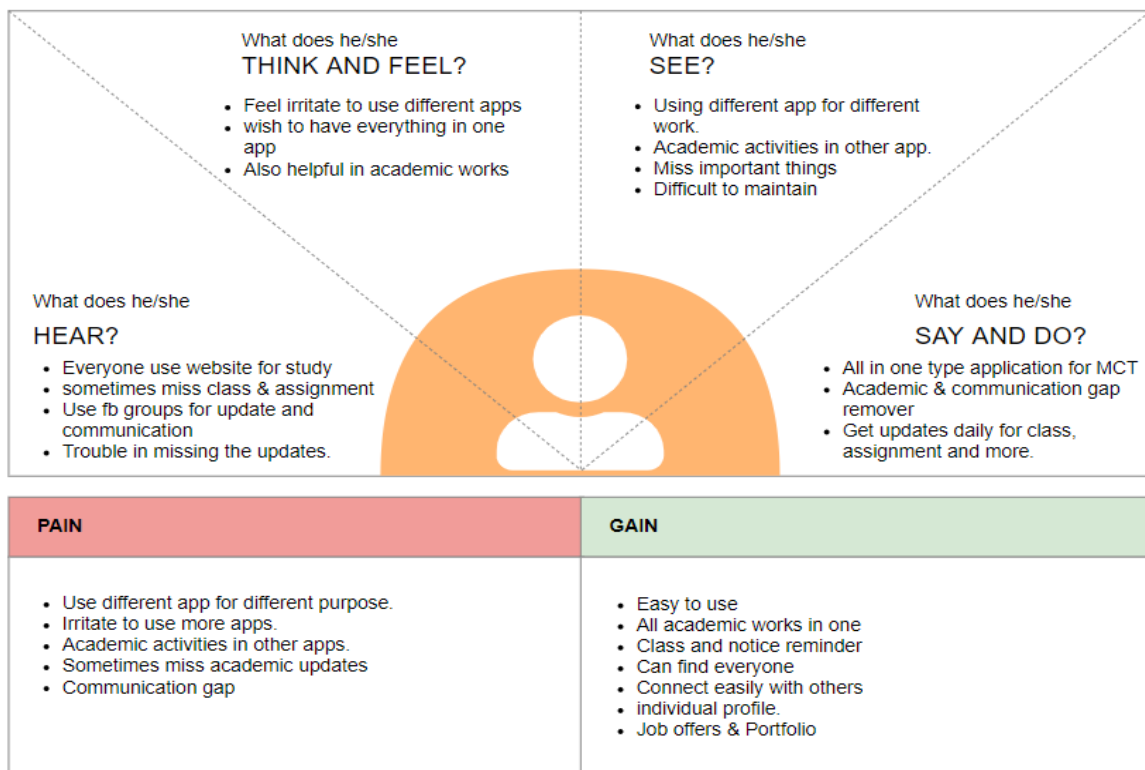 What does he/she
THINK AND FEEL?
• Feel irritate to use different apps
• wish to have everything in one
app
• Also helpful in academic works
What does he/she
SEE?
• Using different app for different
work.
• Academic activities in other app.
• Miss important things
• Difficult to maintain
What does he/she
HEAR?
• Everyone use website for study
• sometimes miss class & assignment
• Use fb groups for update and
communication
• Trouble in missing the updates.
What does he/she
SAY AND DO?
• All in one type application for MCT
• Academic & communication gap
remover
• Get updates daily for class,
assignment and more.
PAIN
• Use different app for different purpose.
• Irritate to use more apps.
• Academic activities in other apps.
• Sometimes miss academic updates
• Communication gap
GAIN
• Easy to use
• All academic works in one
• Class and notice reminder
• Can find everyone
• Connect easily with others
• individual profile.
• Job offers & Portfolio